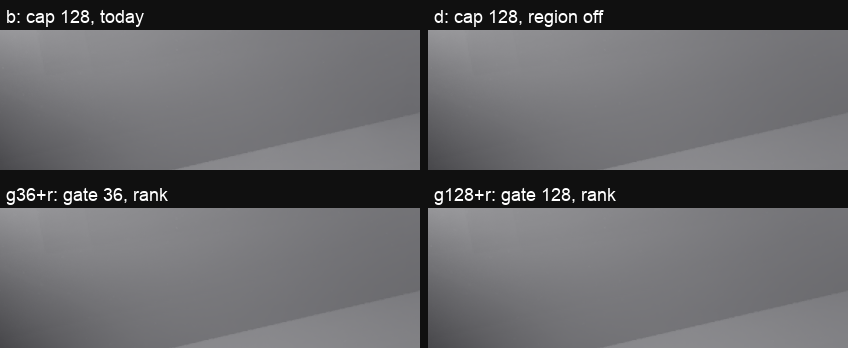 b: cap 128, today
d: cap 128, region off
g36+r: gate 36, rank
g128+r: gate 128, rank